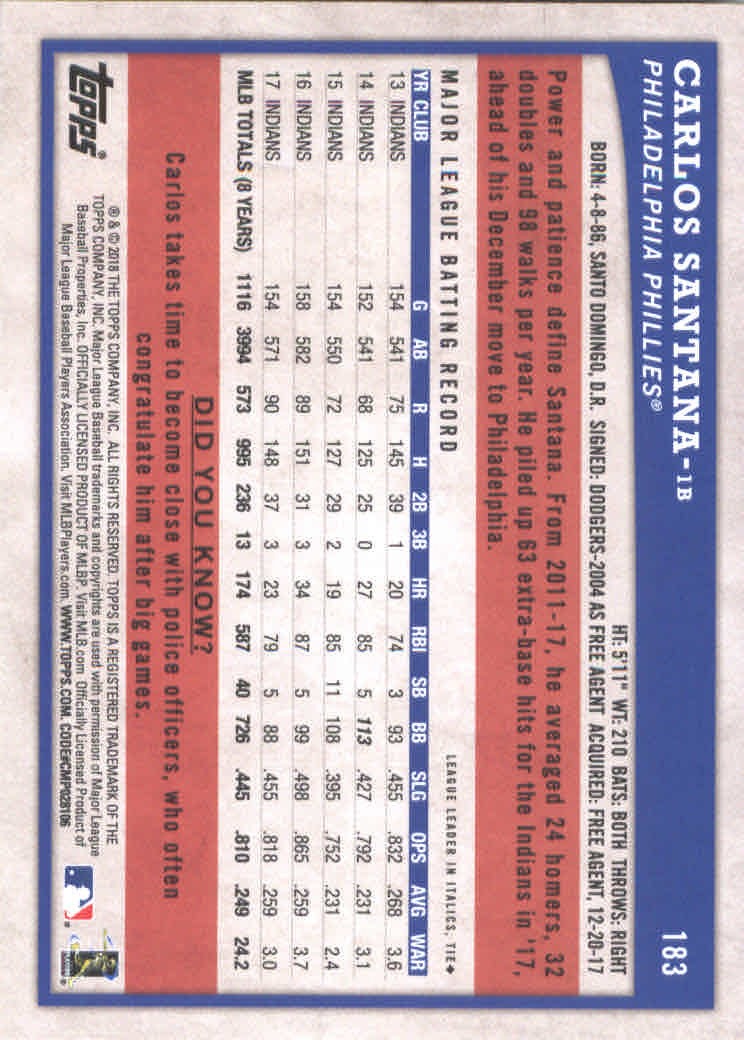 CARLOS SANTANA-1B
183
PHILADELPHIA PHILLIES®
HT: 5'11" WT: 210 BATS: BOTH THROWS: RIGHT
BORN: 4-8-86, SANTO DOMINGO, D.R. SIGNED: DODGERS-2004 AS FREE AGENT ACQUIRED: FREE AGENT, 12-20-17
Power and patience define Santana. From 2011-17, he averaged 24 homers, 32
doubles and 98 walks per year. He piled up 63 extra-base hits for the Indians in '17,
ahead of his December move to Philadelphia.
MAJOR LEAGUE BATTING RECORD
LEAGUE LEADER IN ITALICS, TIE♦
YR CLUB G AB R H 2B 3B HR RBI SB BB SLG OPS AVG WAR
13 INDIANS 154 541 75 145 39 1 20 74 3 93 .455 .832 .268 3.6
14 INDIANS 152 541 68 125 25 0 27 85 5 113 .427 .792 .231 3.1
15 INDIANS 154 550 72 127 29 2 19 85 11 108 .395 .752 .231 2.4
16 INDIANS 158 582 89 151 31 3 34 87 5 99 .498 .865 .259 3.7
17 INDIANS 154 571 90 148 37 3 23 79 5 88 .455 .818 .259 3.0
MLB TOTALS (8 YEARS) 1116 3994 573 995 236 13 174 587 40 726 .445 .810 .249 24.2
DID YOU KNOW?
Carlos takes time to become close with police officers, who often
congratulate him after big games.
topps®
® & © 2018 THE TOPPS COMPANY, INC. ALL RIGHTS RESERVED. TOPPS IS A REGISTERED TRADEMARK OF THE
TOPPS COMPANY, INC. Major League Baseball trademarks and copyrights are used with permission of Major League
Baseball Properties, Inc. OFFICIALLY LICENSED PRODUCT OF MLBP. Visit MLB.com Officially Licensed Product of
Major League Baseball Players Association. Visit MLBPlayers.com. WWW.TOPPS.COM. CODE#CMP028106